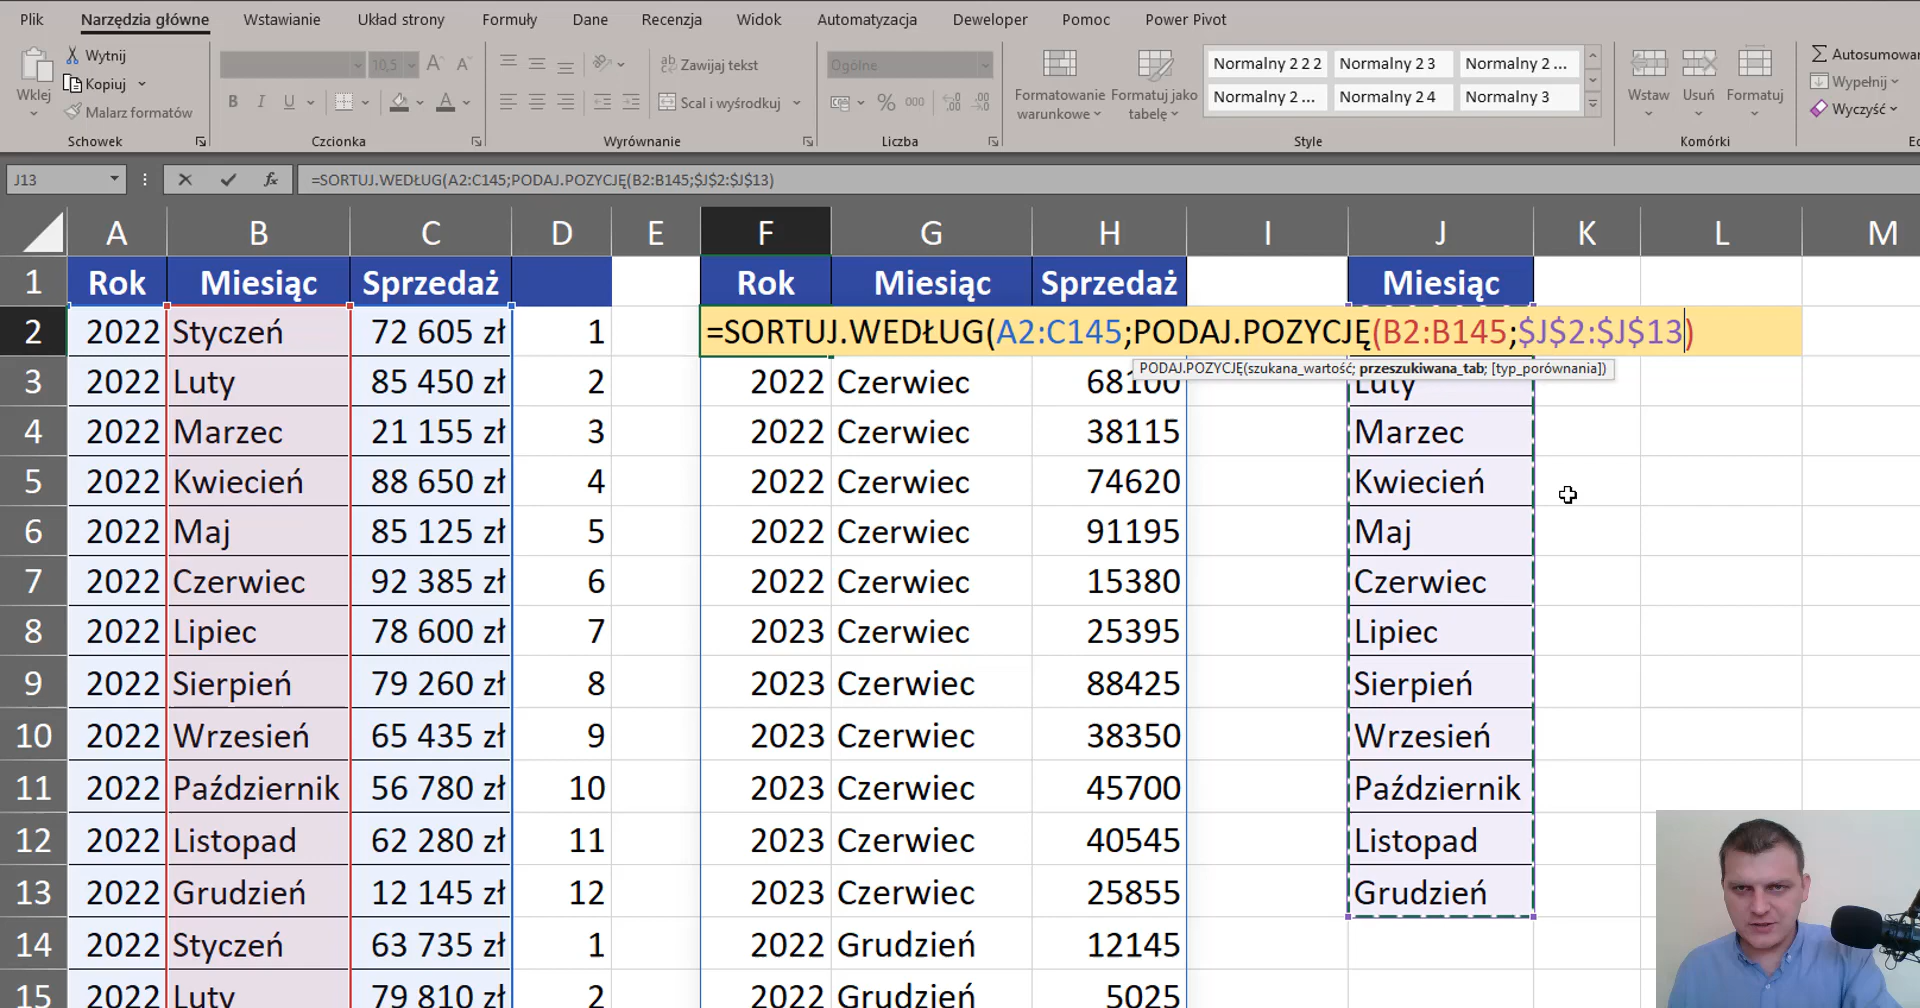 Plik Narzędzia główne Wstawianie Układ strony Formuły Dane Recenzja Widok Automatyzacja Deweloper Pomoc Power Pivot
Wklej
Wytnij
Kopiuj
Malarz formatów
Schowek
10,5 A A
B I U A
Czcionka
ab Zawijaj tekst
Scal i wyśrodkuj
Wyrównanie
Ogólne
% 000
Liczba
Formatowanie warunkowe
Formatuj jako tabelę
Normalny 2 2 2 Normalny 2 3 Normalny 2 ...
Normalny 2 ... Normalny 2 4 Normalny 3
Style
Wstaw Usuń Formatuj
Komórki
Autosumowa
Wypełnij
Wyczyść
J13 fx =SORTUJ.WEDŁUG(A2:C145;PODAJ.POZYCJĘ(B2:B145;$J$2:$J$13)
A B C D E F G H I J K L M
1 Rok Miesiąc Sprzedaż Rok Miesiąc Sprzedaż Miesiąc
2 2022 Styczeń 72 605 zł 1 =SORTUJ.WEDŁUG(A2:C145;PODAJ.POZYCJĘ(B2:B145;$J$2:$J$13)
PODAJ.POZYCJĘ(szukana_wartość; przeszukiwana_tab; [typ_porównania])
3 2022 Luty 85 450 zł 2 2022 Czerwiec 68100 Luty
4 2022 Marzec 21 155 zł 3 2022 Czerwiec 38115 Marzec
5 2022 Kwiecień 88 650 zł 4 2022 Czerwiec 74620 Kwiecień
6 2022 Maj 85 125 zł 5 2022 Czerwiec 91195 Maj
7 2022 Czerwiec 92 385 zł 6 2022 Czerwiec 15380 Czerwiec
8 2022 Lipiec 78 600 zł 7 2023 Czerwiec 25395 Lipiec
9 2022 Sierpień 79 260 zł 8 2023 Czerwiec 88425 Sierpień
10 2022 Wrzesień 65 435 zł 9 2023 Czerwiec 38350 Wrzesień
11 2022 Październik 56 780 zł 10 2023 Czerwiec 45700 Październik
12 2022 Listopad 62 280 zł 11 2023 Czerwiec 40545 Listopad
13 2022 Grudzień 12 145 zł 12 2023 Czerwiec 25855 Grudzień
14 2022 Styczeń 63 735 zł 1 2022 Grudzień 12145
15 2022 Luty 79 810 zł 2 2022 Grudzień 5025